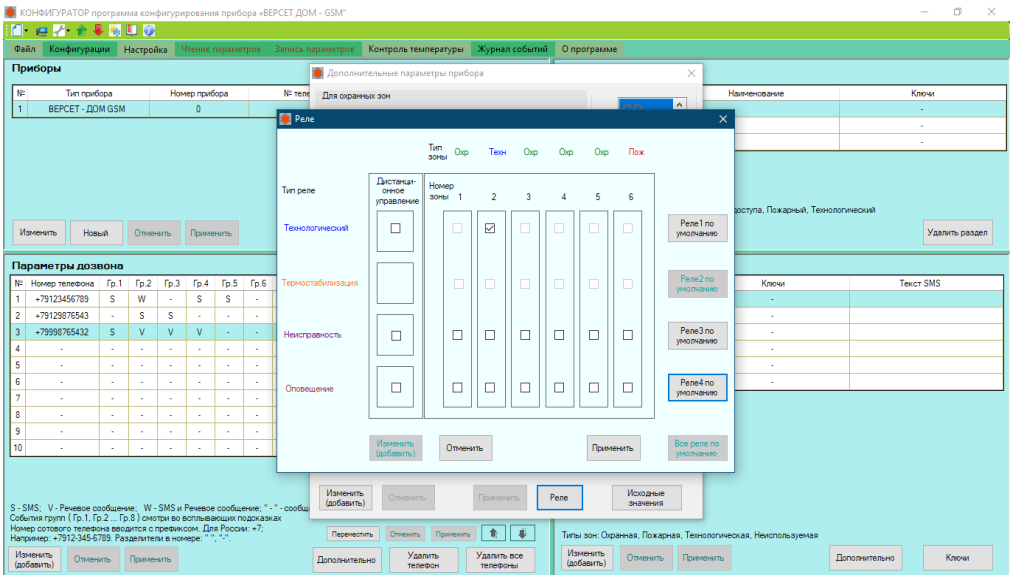 КОНФИГУРАТОР программа конфигурирования прибора «ВЕРСЕТ ДОМ - GSM"
Файл Конфигурации Настройка Чтение параметров Запись параметров Контроль температуры Журнал событий О программе
Приборы
№ Тип прибора Номер прибора № теле
1 ВЕРСЕТ - ДОМ GSM 0
Изменить Новый Отменить Применить
Дополнительные параметры прибора
Для охранных зон
Наименование Ключи
-
-
-
доступа, Пожарный, Технологический
Удалить раздел
Реле
Тип зоны Охр Техн Охр Охр Охр Пож
Тип реле
Дистанци-
онное
управление
Номер
зоны 1 2 3 4 5 6
Технологический
Реле1 по
умолчанию
Термостабилизация
Реле2 по
умолчанию
Неисправность
Реле3 по
умолчанию
Оповещение
Реле4 по
умолчанию
Изменить
(добавить)
Отменить
Применить
Все реле по
умолчанию
Изменить
(добавить)
Отменить
Применить
Реле
Исходные
значения
Параметры дозвона
№ Номер телефона Гр.1 Гр.2 Гр.3 Гр.4 Гр.5 Гр.6
1 +79123456789 S W - S S -
2 +79129876543 - S S - - -
3 +79998765432 S V V V - -
4 - - - - - - -
5 - - - - - - -
6 - - - - - - -
7 - - - - - - -
8 - - - - - - -
9 - - - - - - -
10 - - - - - - -
S - SMS; V - Речевое сообщение; W - SMS и Речевое сообщение; " - " - сообщ
События групп ( Гр.1, Гр.2 ... Гр.8 ) смотри во всплывающих подсказках
Номер сотового телефона вводится с префиксом. Для России: +7;
Например: +7912-345-6789. Разделители в номере: " ", "-".
Переместить Отменить Применить
Изменить
(добавить)
Отменить
Применить
Дополнительно
Удалить
телефон
Удалить все
телефоны
Ключи Текст SMS
-
-
-
-
-
-
Типы зон: Охранная, Пожарная, Технологическая, Неиспользуемая
Изменить
(добавить)
Отменить
Применить
Дополнительно
Ключи